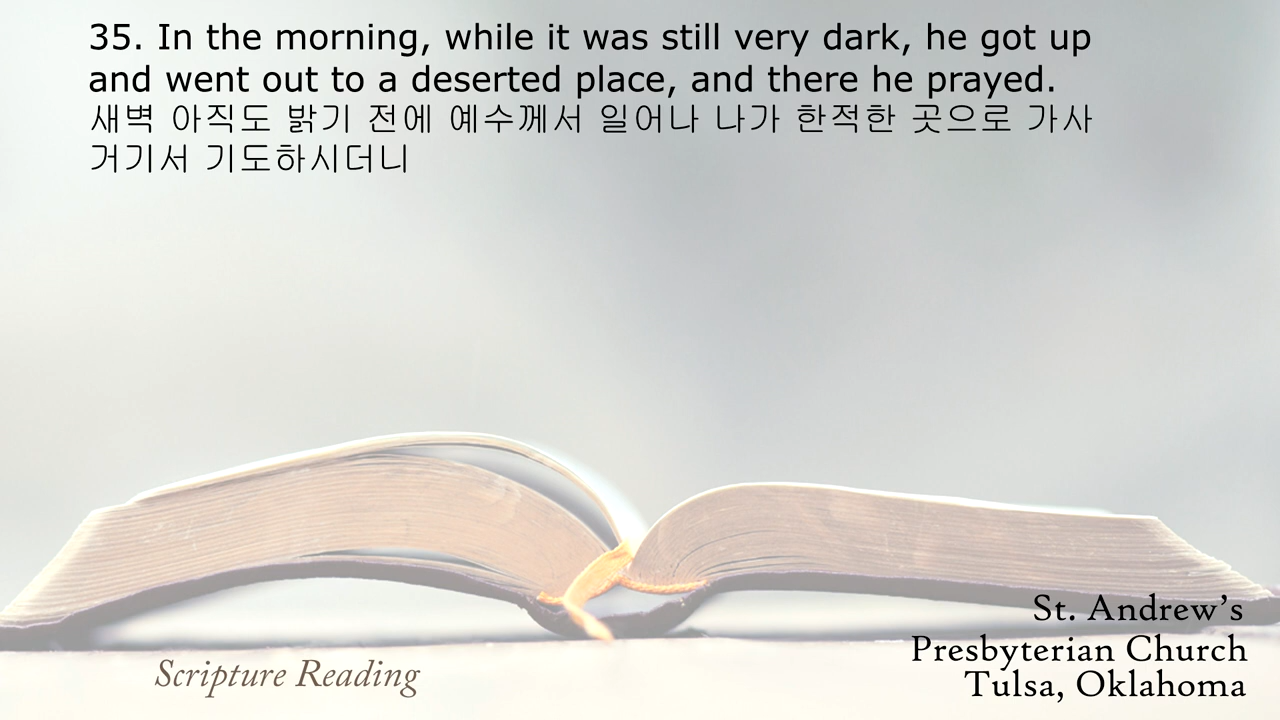 35. In the morning, while it was still very dark, he got up
and went out to a deserted place, and there he prayed.
새벽 아직도 밝기 전에 예수께서 일어나 나가 한적한 곳으로 가사
거기서 기도하시더니
Scripture Reading
St. Andrew’s
Presbyterian Church
Tulsa, Oklahoma